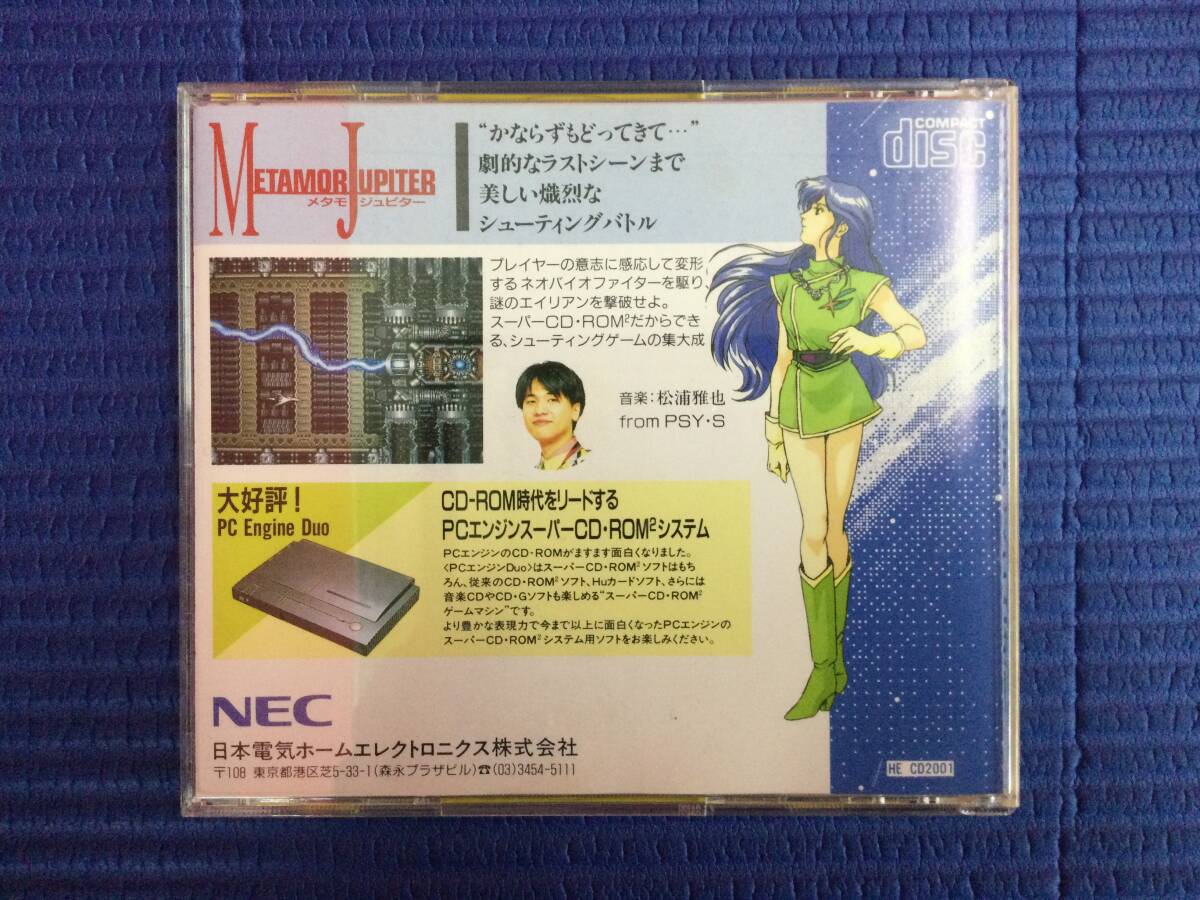 METAMOR JUPITER
メタモジュピター
“かならずもどってきて…”
劇的なラストシーンまで
美しい熾烈な
シューティングバトル
COMPACT
disc
プレイヤーの意志に感応して変形
するネオバイオファイターを駆り、
謎のエイリアンを撃破せよ。
スーパーCD・ROM²だからでき
る、シューティングゲームの集大成
音楽：松浦雅也
from PSY・S
大好評！
PC Engine Duo
CD-ROM時代をリードする
PCエンジンスーパーCD・ROM²システム
PCエンジンのCD・ROMがますます面白くなりました。
〈PCエンジンDuo〉はスーパーCD・ROM²ソフトはもち
ろん、従来のCD・ROM²ソフト、Huカードソフト、さらには
音楽CDやCD・Gソフトも楽しめる“スーパーCD・ROM²
ゲームマシン”です。
より豊かな表現力で今まで以上に面白くなったPCエンジンの
スーパーCD・ROM²システム用ソフトをお楽しみください。
NEC
日本電気ホームエレクトロニクス株式会社
〒108 東京都港区芝5-33-1(森永プラザビル)☎(03)3454-5111
HE CD2001